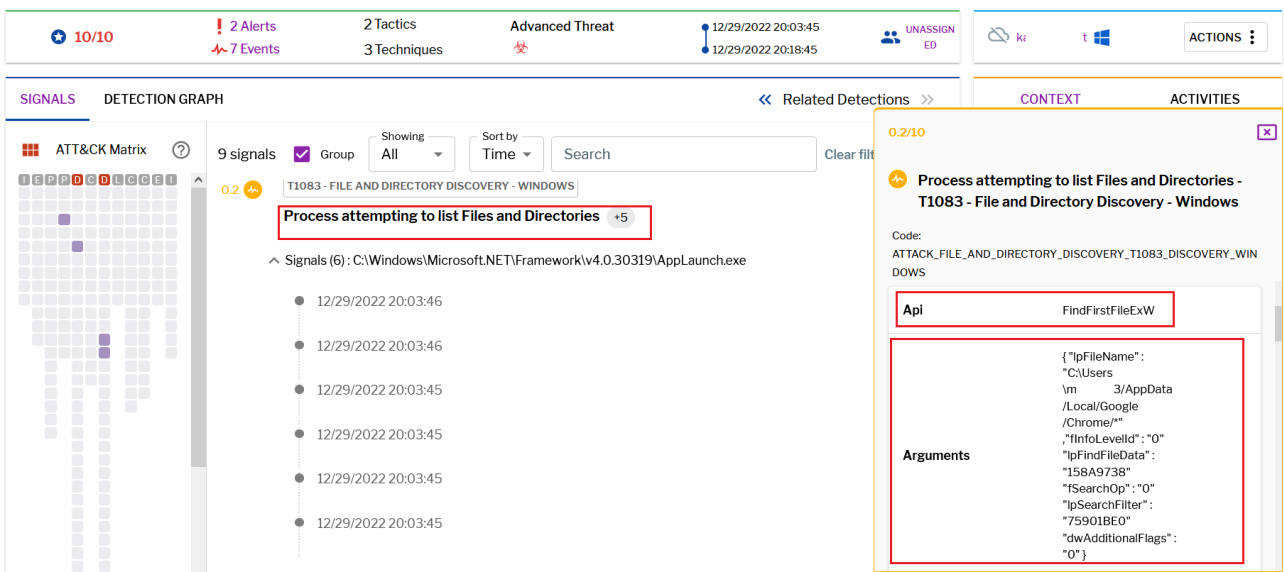 10/10
2 Alerts
7 Events
2 Tactics
3 Techniques
Advanced Threat
12/29/2022 20:03:45
12/29/2022 20:18:45
UNASSIGN
ED
ka
t
ACTIONS
SIGNALS
DETECTION GRAPH
Related Detections
CONTEXT
ACTIVITIES
ATT&CK Matrix
?
I E P P D C D L C C E I
9 signals
Group
Showing
All
Sort by
Time
Search
Clear filt
0.2
T1083 - FILE AND DIRECTORY DISCOVERY - WINDOWS
Process attempting to list Files and Directories +5
Signals (6) : C:\Windows\Microsoft.NET\Framework\v4.0.30319\AppLaunch.exe
12/29/2022 20:03:46
12/29/2022 20:03:46
12/29/2022 20:03:45
12/29/2022 20:03:45
12/29/2022 20:03:45
12/29/2022 20:03:45
0.2/10
Process attempting to list Files and Directories -
T1083 - File and Directory Discovery - Windows
Code:
ATTACK_FILE_AND_DIRECTORY_DISCOVERY_T1083_DISCOVERY_WIN
DOWS
Api FindFirstFileExW
Arguments
{ "lpFileName" :
"C:\Users
\m 3/AppData
/Local/Google
/Chrome/*"
,"fInfoLevelId" : "0"
"lpFindFileData" :
"158A9738"
"fSearchOp" : "0"
"lpSearchFilter" :
"75901BE0"
"dwAdditionalFlags" :
"0" }